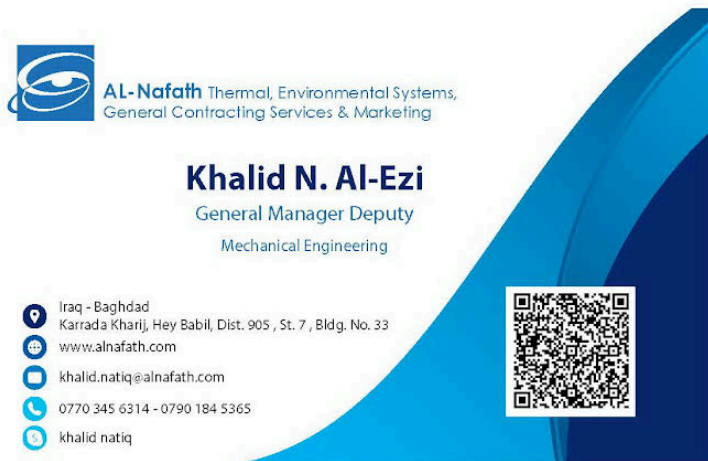 AL-Nafath Thermal, Environmental Systems,
General Contracting Services & Marketing
Khalid N. Al-Ezi
General Manager Deputy
Mechanical Engineering
Iraq - Baghdad
Karrada Kharij, Hey Babil, Dist. 905 , St. 7 , Bldg. No. 33
www.alnafath.com
khalid.natiq@alnafath.com
0770 345 6314 - 0790 184 5365
khalid natiq